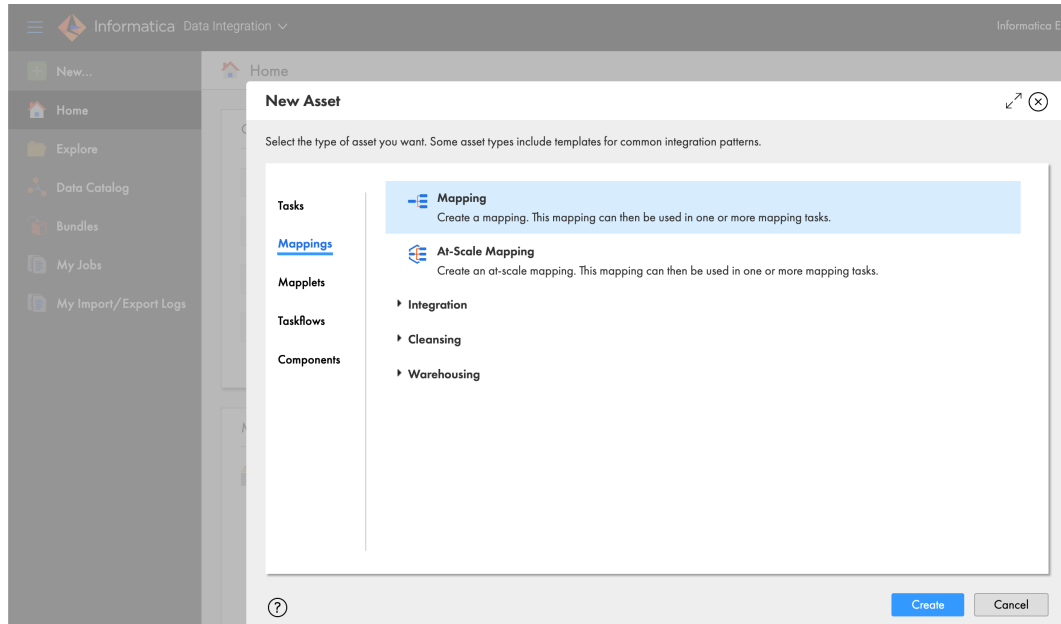 Informatica Data Integration
Informatica E
New...
Home
Home
New Asset
Explore
Select the type of asset you want. Some asset types include templates for common integration patterns.
Data Catalog
Bundles
My Jobs
My Import/Export Logs
Tasks
Mappings
Mapplets
Taskflows
Components
Mapping
Create a mapping. This mapping can then be used in one or more mapping tasks.
At-Scale Mapping
Create an at-scale mapping. This mapping can then be used in one or more mapping tasks.
Integration
Cleansing
Warehousing
?
Create
Cancel